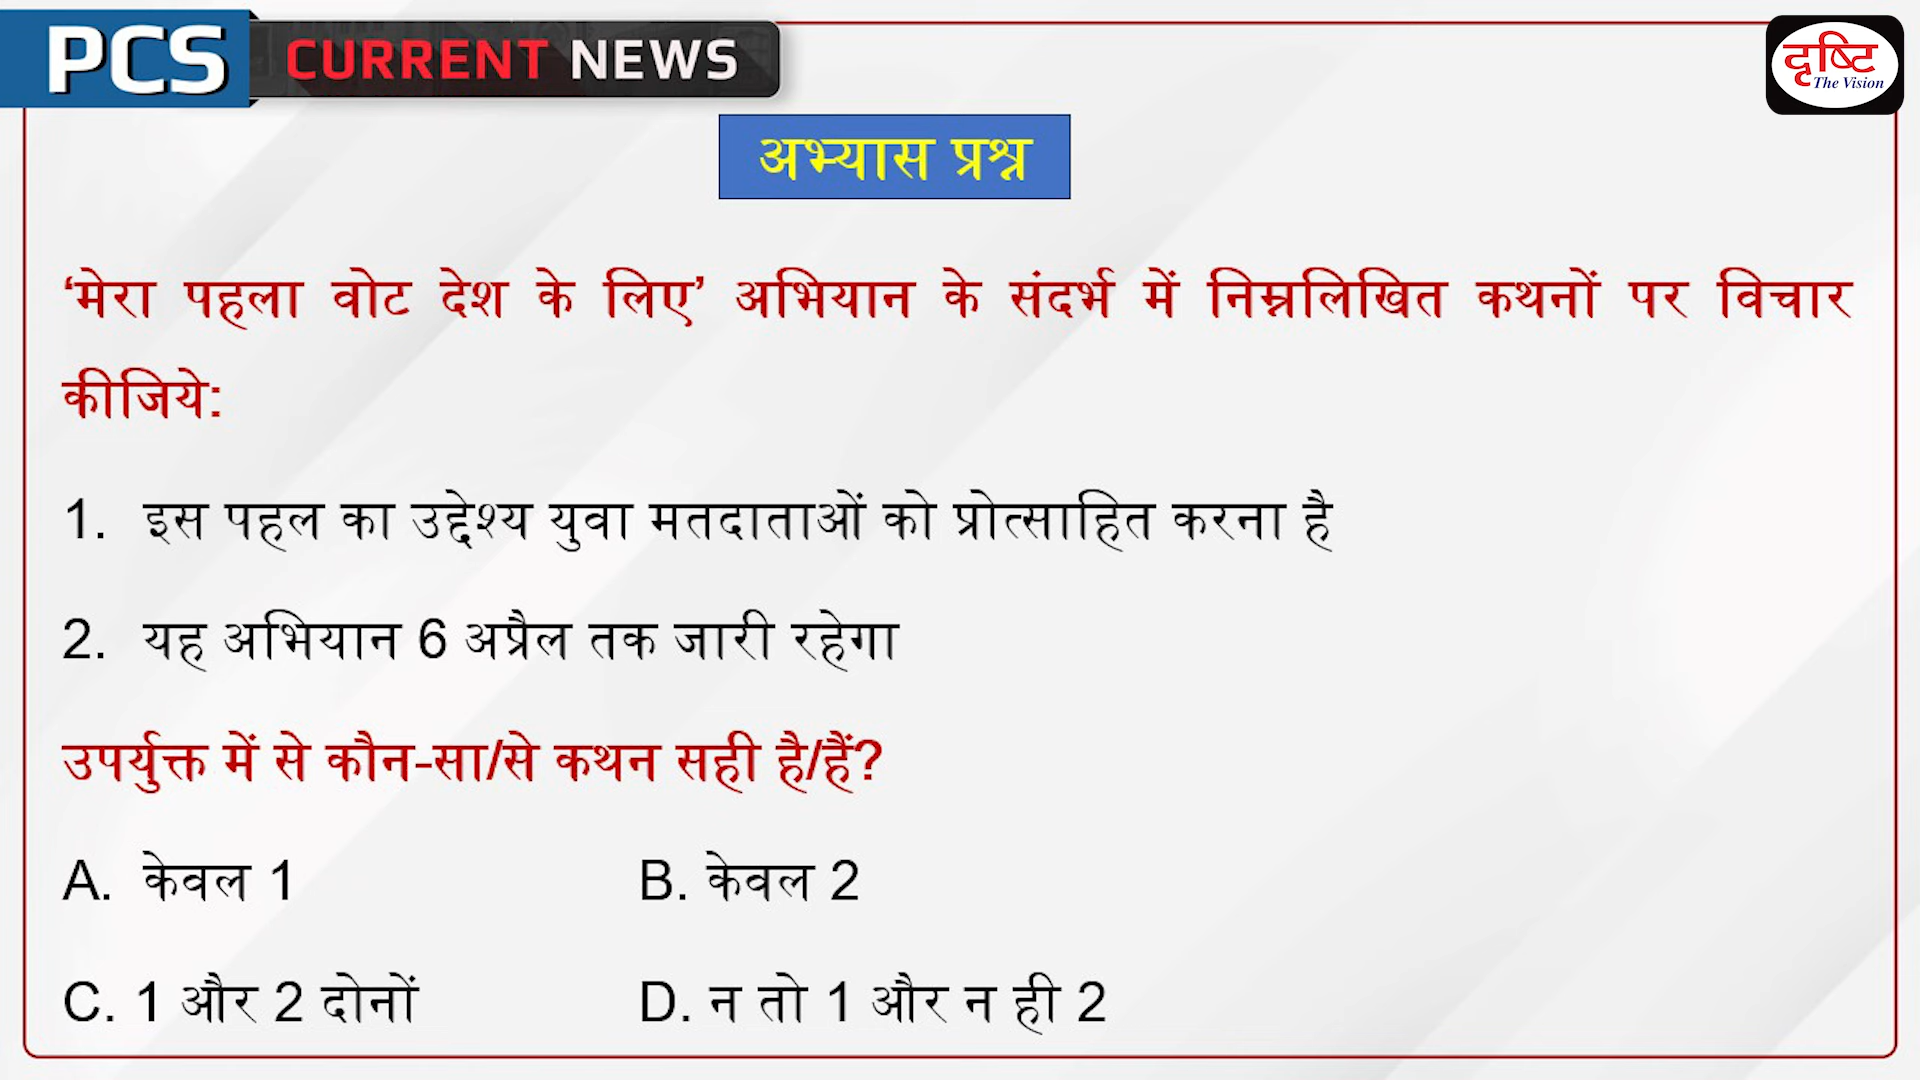 PCS CURRENT NEWS
दृष्टि
The Vision
अभ्यास प्रश्न
‘मेरा पहला वोट देश के लिए’ अभियान के संदर्भ में निम्नलिखित कथनों पर विचार
कीजिये:
1. इस पहल का उद्देश्य युवा मतदाताओं को प्रोत्साहित करना है
2. यह अभियान 6 अप्रैल तक जारी रहेगा
उपर्युक्त में से कौन-सा/से कथन सही है/हैं?
A. केवल 1 B. केवल 2
C. 1 और 2 दोनों D. न तो 1 और न ही 2